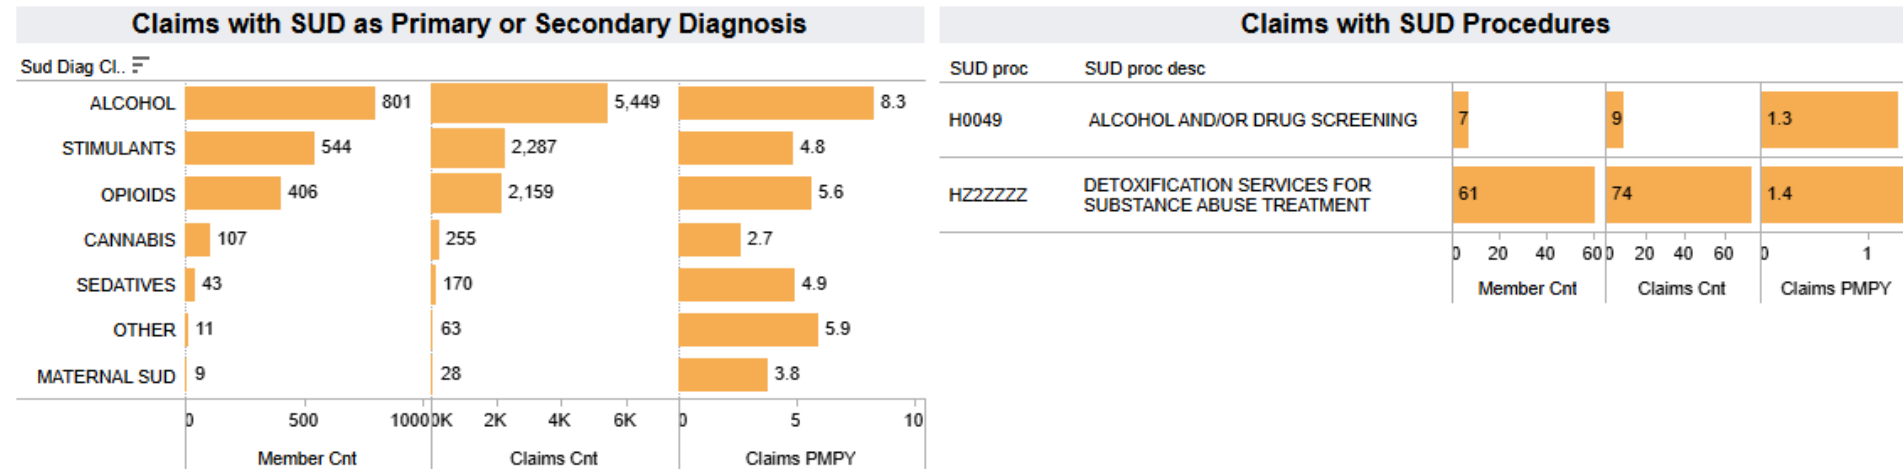 Claims with SUD as Primary or Secondary Diagnosis
Sud Diag Cl..
ALCOHOL 801 5,449 8.3
STIMULANTS 544 2,287 4.8
OPIOIDS 406 2,159 5.6
CANNABIS 107 255 2.7
SEDATIVES 43 170 4.9
OTHER 11 63 5.9
MATERNAL SUD 9 28 3.8
0 500 1000 0K 2K 4K 6K 0 5 10
Member Cnt Claims Cnt Claims PMPY
Claims with SUD Procedures
SUD proc SUD proc desc
H0049 ALCOHOL AND/OR DRUG SCREENING 7 9 1.3
HZ2ZZZZ DETOXIFICATION SERVICES FOR
SUBSTANCE ABUSE TREATMENT 61 74 1.4
0 20 40 60 0 20 40 60 0 1
Member Cnt Claims Cnt Claims PMPY